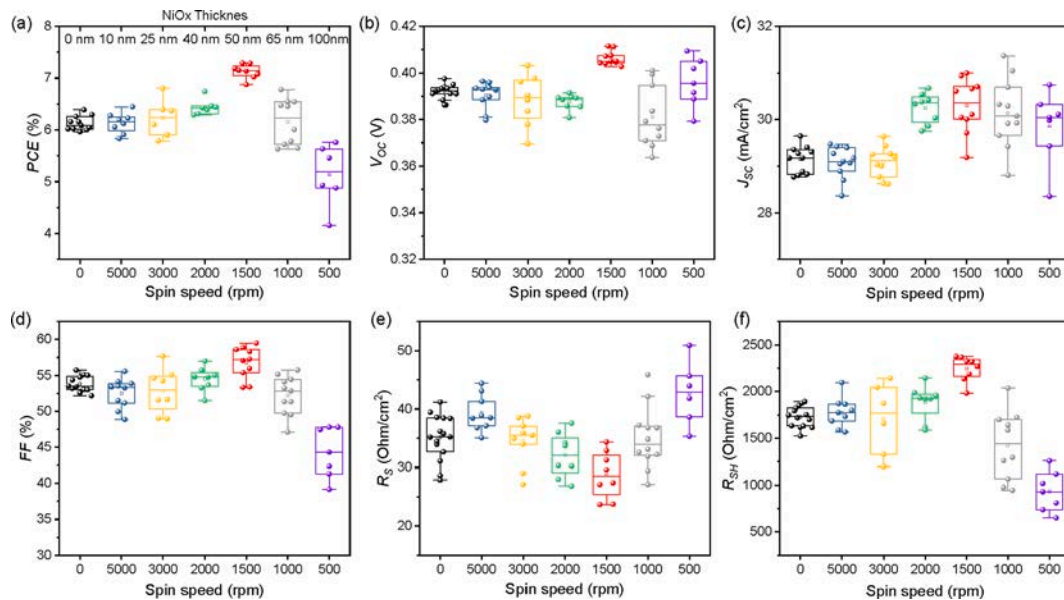 NiOx Thicknes
(a) (b) (c)
0 nm 10 nm 25 nm 40 nm 50 nm 65 nm 100nm
8
7
6
5
4
PCE (%)
0 5000 3000 2000 1500 1000 500
Spin speed (rpm)
0.42
0.40
0.38
0.36
0.34
0.32
VOC (V)
0 5000 3000 2000 1500 1000 500
Spin speed (rpm)
32
30
28
JSC (mA/cm2)
0 5000 3000 2000 1500 1000 500
Spin speed (rpm)
(d) (e) (f)
60
55
50
45
40
35
30
FF (%)
0 5000 3000 2000 1500 1000 500
Spin speed (rpm)
50
40
30
20
RS (Ohm/cm2)
0 5000 3000 2000 1500 1000 500
Spin speed (rpm)
2500
2000
1500
1000
500
RSH (Ohm/cm2)
0 5000 3000 2000 1500 1000 500
Spin speed (rpm)